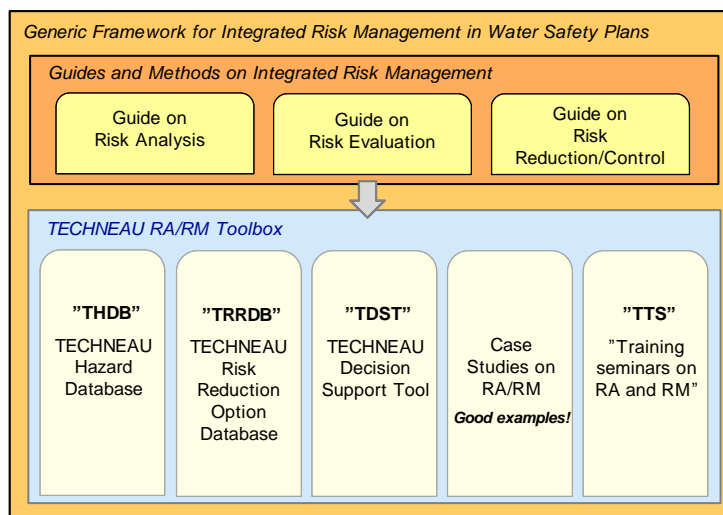 Generic Framework for Integrated Risk Management in Water Safety Plans
Guides and Methods on Integrated Risk Management
Guide on
Risk Analysis
Guide on
Risk Evaluation
Guide on
Risk
Reduction/Control
TECHNEAU RA/RM Toolbox
”THDB”
TECHNEAU
Hazard
Database
”TRRDB”
TECHNEAU
Risk
Reduction
Option
Database
”TDST”
TECHNEAU
Decision
Support Tool
Case
Studies on
RA/RM
Good examples!
”TTS”
”Training
seminars on
RA and RM”